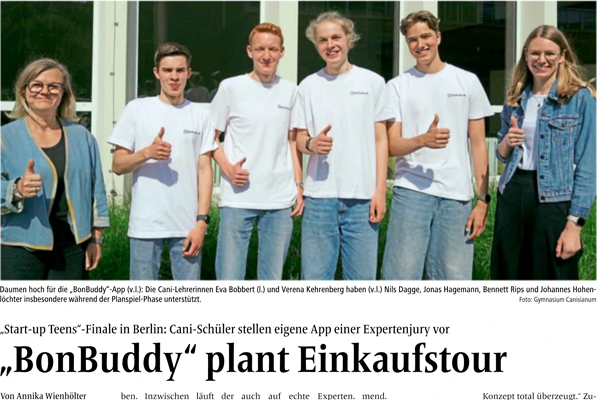 Daumen hoch für die „BonBuddy“-App (v.l.): Die Cani-Lehrerinnen Eva Bobbert (l.) und Verena Kehrenberg haben (v.l.) Nils Dagge, Jonas Hagemann, Bennett Rips und Johannes Hohen-
löchter insbesondere während der Planspiel-Phase unterstützt.
Foto: Gymnasium Canisianum
„Start-up Teens“-Finale in Berlin: Cani-Schüler stellen eigene App einer Expertenjury vor
„BonBuddy“ plant Einkaufstour
Von Annika Wienhölter
ben. Inzwischen läuft der auch auf echte Experten. mend.
Konzept total überzeugt.“ Zu-